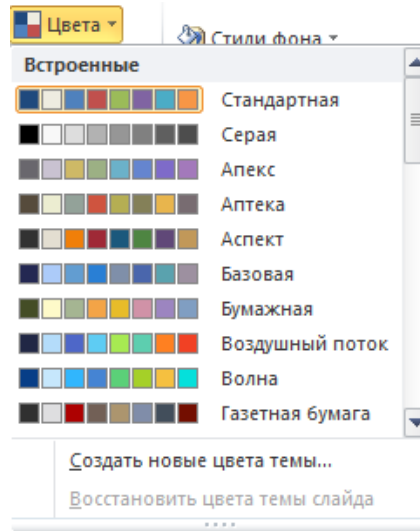 Цвета
Стили фона
Встроенные
Стандартная
Серая
Апекс
Аптека
Аспект
Базовая
Бумажная
Воздушный поток
Волна
Газетная бумага
Создать новые цвета темы...
Восстановить цвета темы слайда